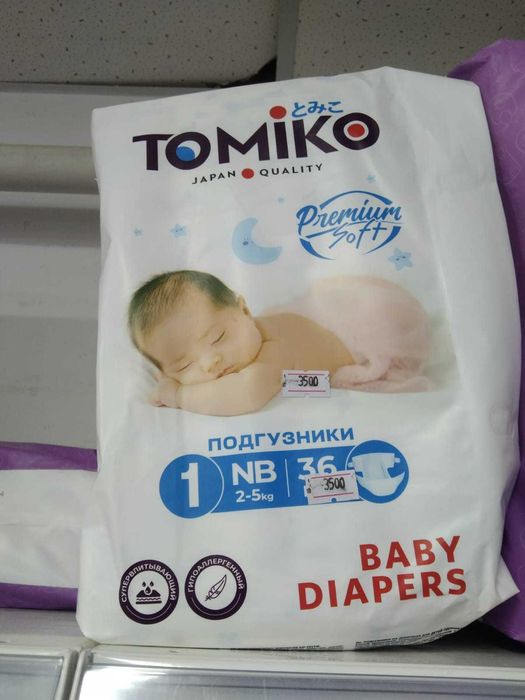 とみこ
TOMIKO
JAPAN QUALITY
Premium
Soft
3500
ПОДГУЗНИКИ
1 NB 36
2-5kg
3500
СУПЕРВПИТЫВАЮЩИЙ
ГИПОАЛЛЕРГЕННЫЙ
BABY
DIAPERS